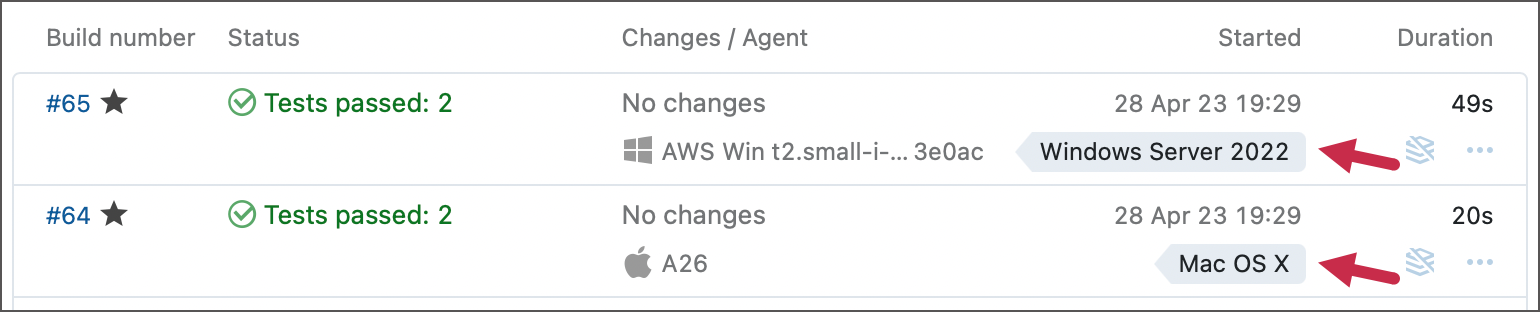 Build number Status Changes / Agent Started Duration
#65 Tests passed: 2 No changes 28 Apr 23 19:29 49s
AWS Win t2.small-i-... 3e0ac Windows Server 2022
#64 Tests passed: 2 No changes 28 Apr 23 19:29 20s
A26 Mac OS X